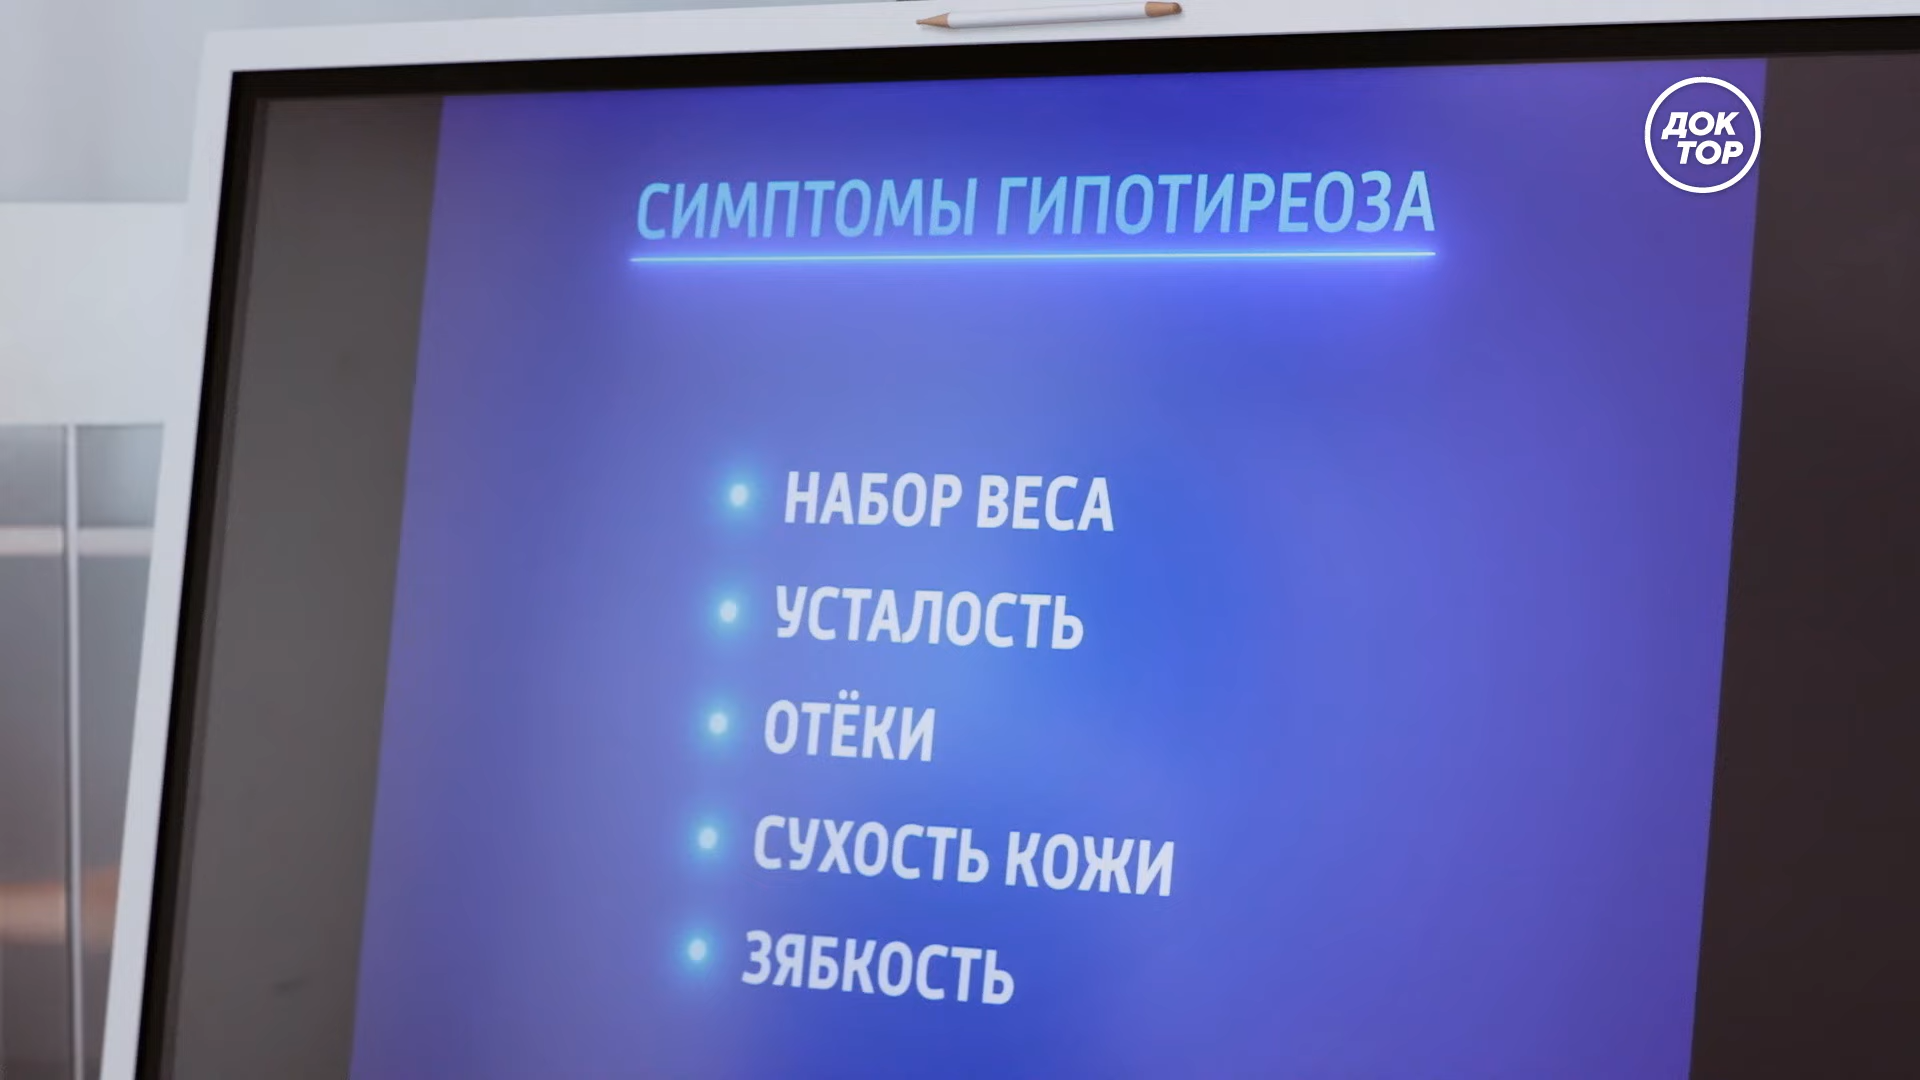 ДОК
ТОР
СИМПТОМЫ ГИПОТИРЕОЗА
НАБОР ВЕСА
УСТАЛОСТЬ
ОТЁКИ
СУХОСТЬ КОЖИ
ЗЯБКОСТЬ